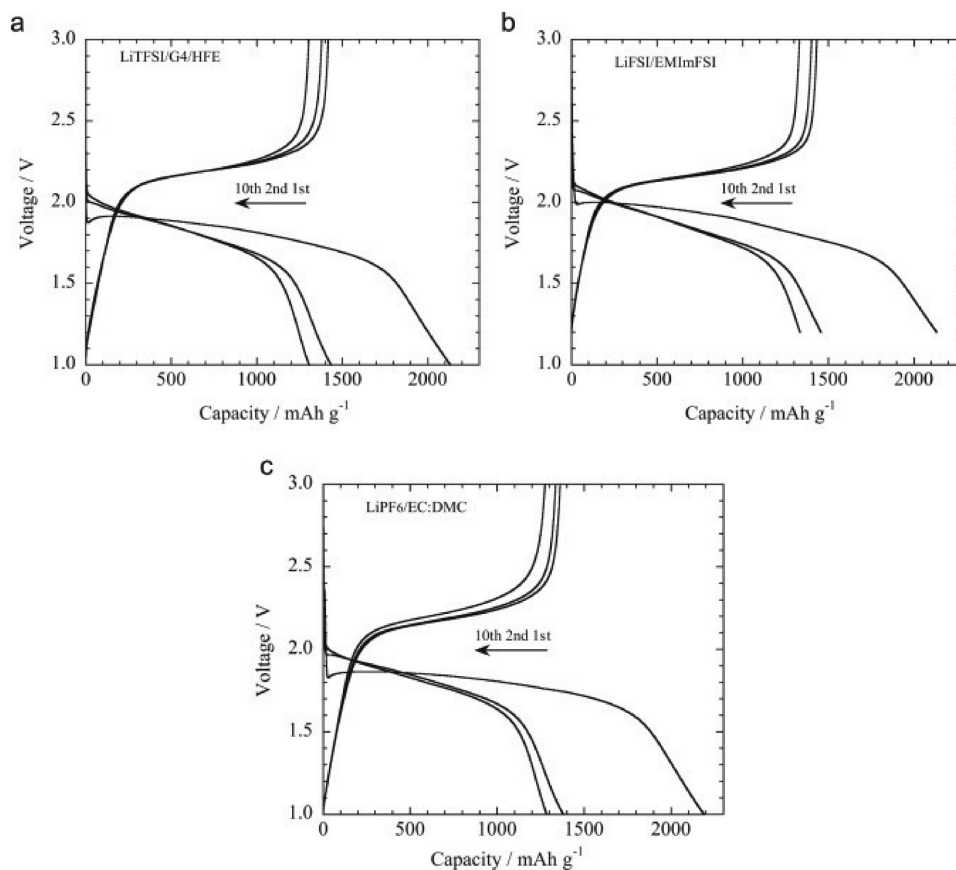 a
LiTFSI/G4/HFE
3.0
2.5
2.0
1.5
1.0
Voltage / V
10th 2nd 1st
0
500
1000
1500
2000
Capacity / mAh g⁻¹
b
LiFSI/EMImFSI
3.0
2.5
2.0
1.5
1.0
Voltage / V
10th 2nd 1st
0
500
1000
1500
2000
Capacity / mAh g⁻¹
c
LiPF₆/EC:DMC
3.0
2.5
2.0
1.5
1.0
Voltage / V
10th 2nd 1st
0
500
1000
1500
2000
Capacity / mAh g⁻¹